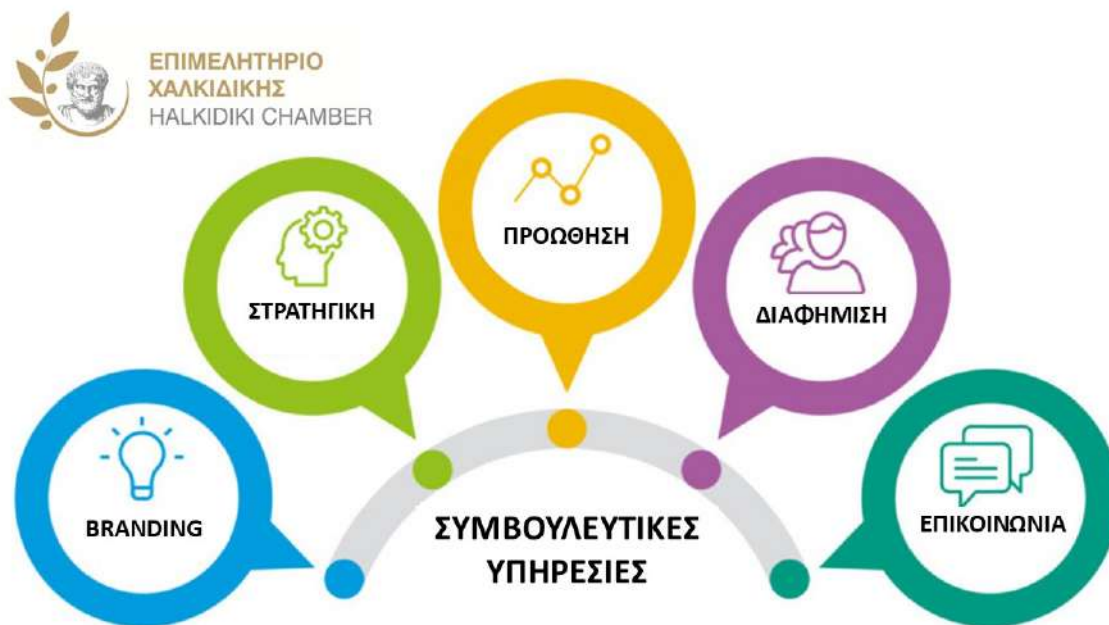 ΕΠΙΜΕΛΗΤΗΡΙΟ
ΧΑΛΚΙΔΙΚΗΣ
HALKIDIKI CHAMBER
ΠΡΟΩΘΗΣΗ
ΣΤΡΑΤΗΓΙΚΗ
ΔΙΑΦΗΜΙΣΗ
BRANDING
ΕΠΙΚΟΙΝΩΝΙΑ
ΣΥΜΒΟΥΛΕΥΤΙΚΕΣ
ΥΠΗΡΕΣΙΕΣ